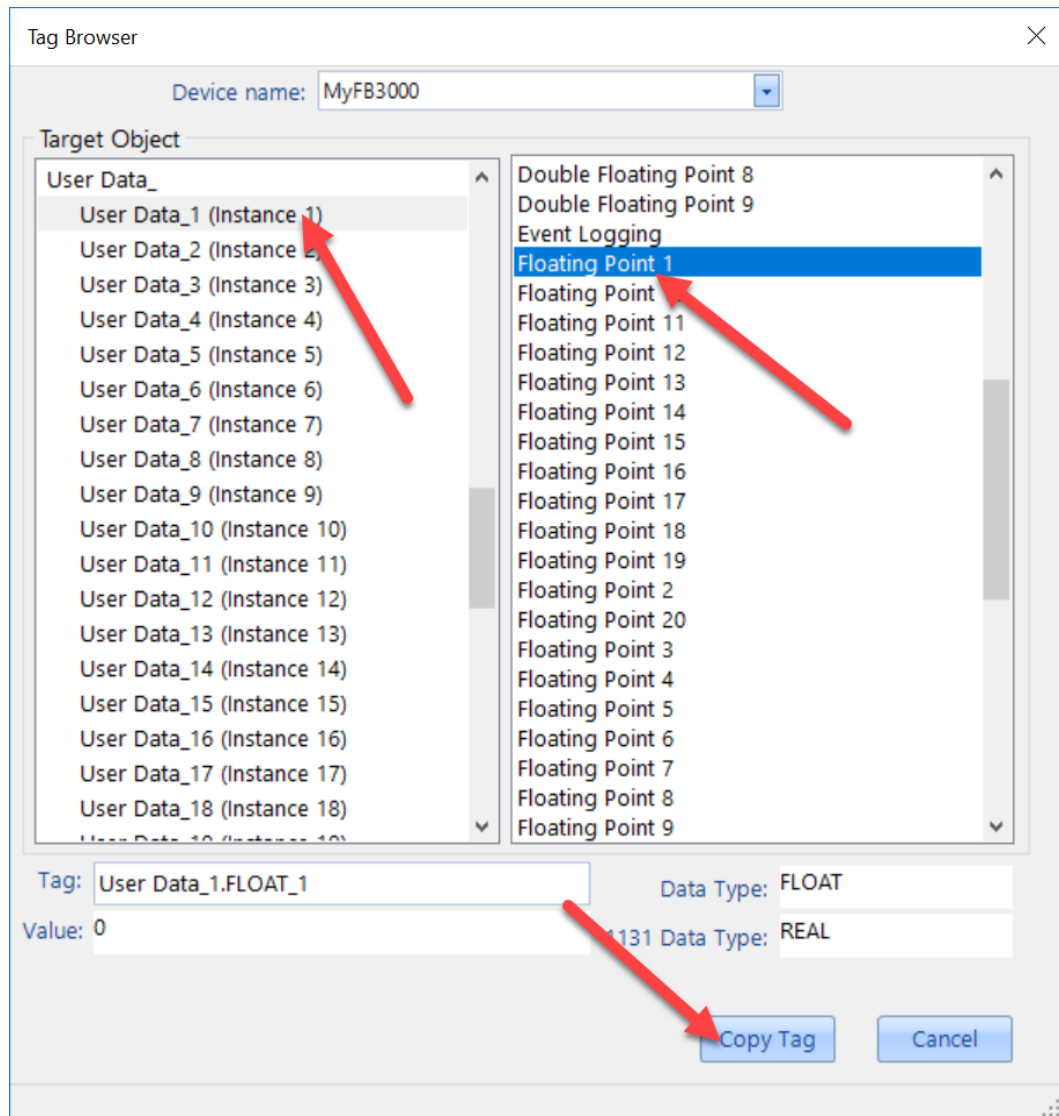 Tag Browser
Device name: MyFB3000
Target Object
User Data_
User Data_1 (Instance 1)
User Data_2 (Instance 2)
User Data_3 (Instance 3)
User Data_4 (Instance 4)
User Data_5 (Instance 5)
User Data_6 (Instance 6)
User Data_7 (Instance 7)
User Data_8 (Instance 8)
User Data_9 (Instance 9)
User Data_10 (Instance 10)
User Data_11 (Instance 11)
User Data_12 (Instance 12)
User Data_13 (Instance 13)
User Data_14 (Instance 14)
User Data_15 (Instance 15)
User Data_16 (Instance 16)
User Data_17 (Instance 17)
User Data_18 (Instance 18)
Double Floating Point 8
Double Floating Point 9
Event Logging
Floating Point 1
Floating Point
Floating Point 11
Floating Point 12
Floating Point 13
Floating Point 14
Floating Point 15
Floating Point 16
Floating Point 17
Floating Point 18
Floating Point 19
Floating Point 2
Floating Point 20
Floating Point 3
Floating Point 4
Floating Point 5
Floating Point 6
Floating Point 7
Floating Point 8
Floating Point 9
Tag: User Data_1.FLOAT_1
Data Type: FLOAT
Value: 0
1131 Data Type: REAL
Copy Tag
Cancel